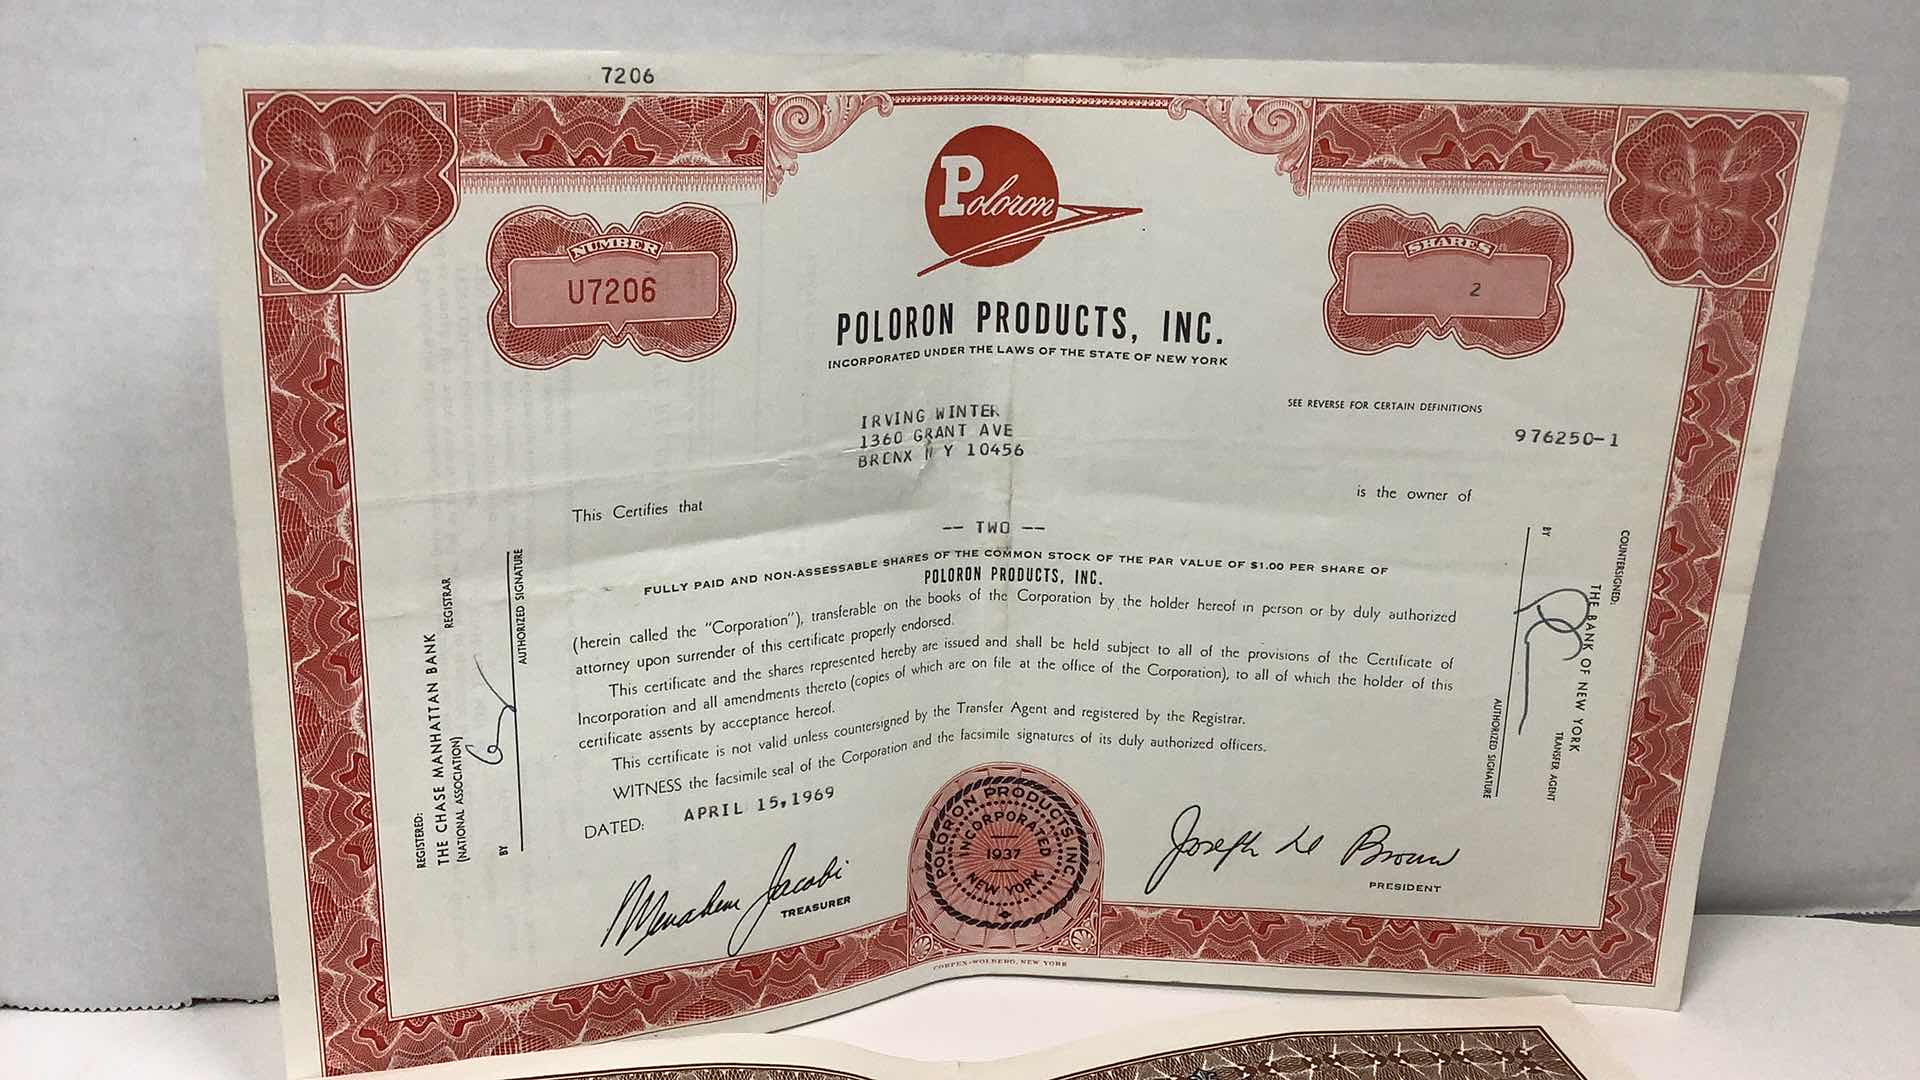 7206
Poloron
NUMBER
U7206
SHARES
2
POLORON PRODUCTS, INC.
INCORPORATED UNDER THE LAWS OF THE STATE OF NEW YORK
SEE REVERSE FOR CERTAIN DEFINITIONS
976250-1
IRVING WINTER
1360 GRANT AVE
BRONX N Y 10456
This Certifies that
is the owner of
-- TWO --
FULLY PAID AND NON-ASSESSABLE SHARES OF THE COMMON STOCK OF THE PAR VALUE OF $1.00 PER SHARE OF
POLORON PRODUCTS, INC.
(herein called the "Corporation"), transferable on the books of the Corporation by the holder hereof in person or by duly authorized
attorney upon surrender of this certificate properly endorsed.
This certificate and the shares represented hereby are issued and shall be held subject to all of the provisions of the Certificate of
Incorporation and all amendments thereto (copies of which are on file at the office of the Corporation), to all of which the holder of this
certificate assents by acceptance hereof.
This certificate is not valid unless countersigned by the Transfer Agent and registered by the Registrar.
WITNESS the facsimile seal of the Corporation and the facsimile signatures of its duly authorized officers.
DATED: APRIL 15, 1969
REGISTERED:
THE CHASE MANHATTAN BANK
(NATIONAL ASSOCIATION)
REGISTRAR
BY
AUTHORIZED SIGNATURE
COUNTERSIGNED:
THE BANK OF NEW YORK
TRANSFER AGENT
BY
AUTHORIZED SIGNATURE
Menahem Jacobi
TREASURER
POLORON PRODUCTS, INC.
INCORPORATED
1937
NEW YORK
Joseph Le Brown
PRESIDENT
CORPEX-WOLBERG, NEW YORK